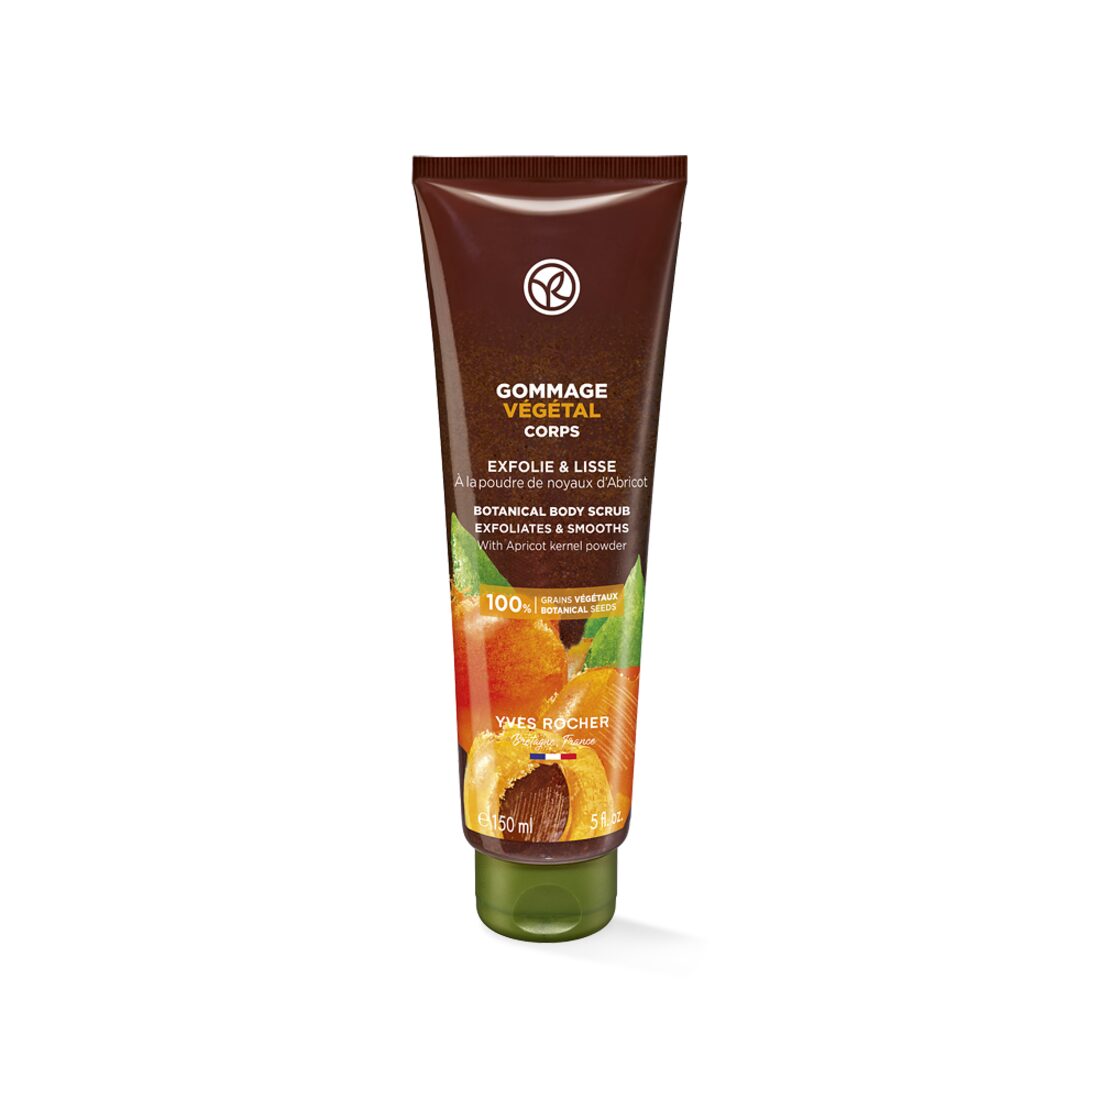 GOMMAGE
VÉGÉTAL
CORPS
EXFOLIE & LISSE
À la poudre de noyaux d'Abricot
BOTANICAL BODY SCRUB
EXFOLIATES & SMOOTHS
With Apricot kernel powder
100% GRAINS VÉGÉTAUX
BOTANICAL SEEDS
YVES ROCHER
Bretagne, France
e 150 ml 5 fl. oz.